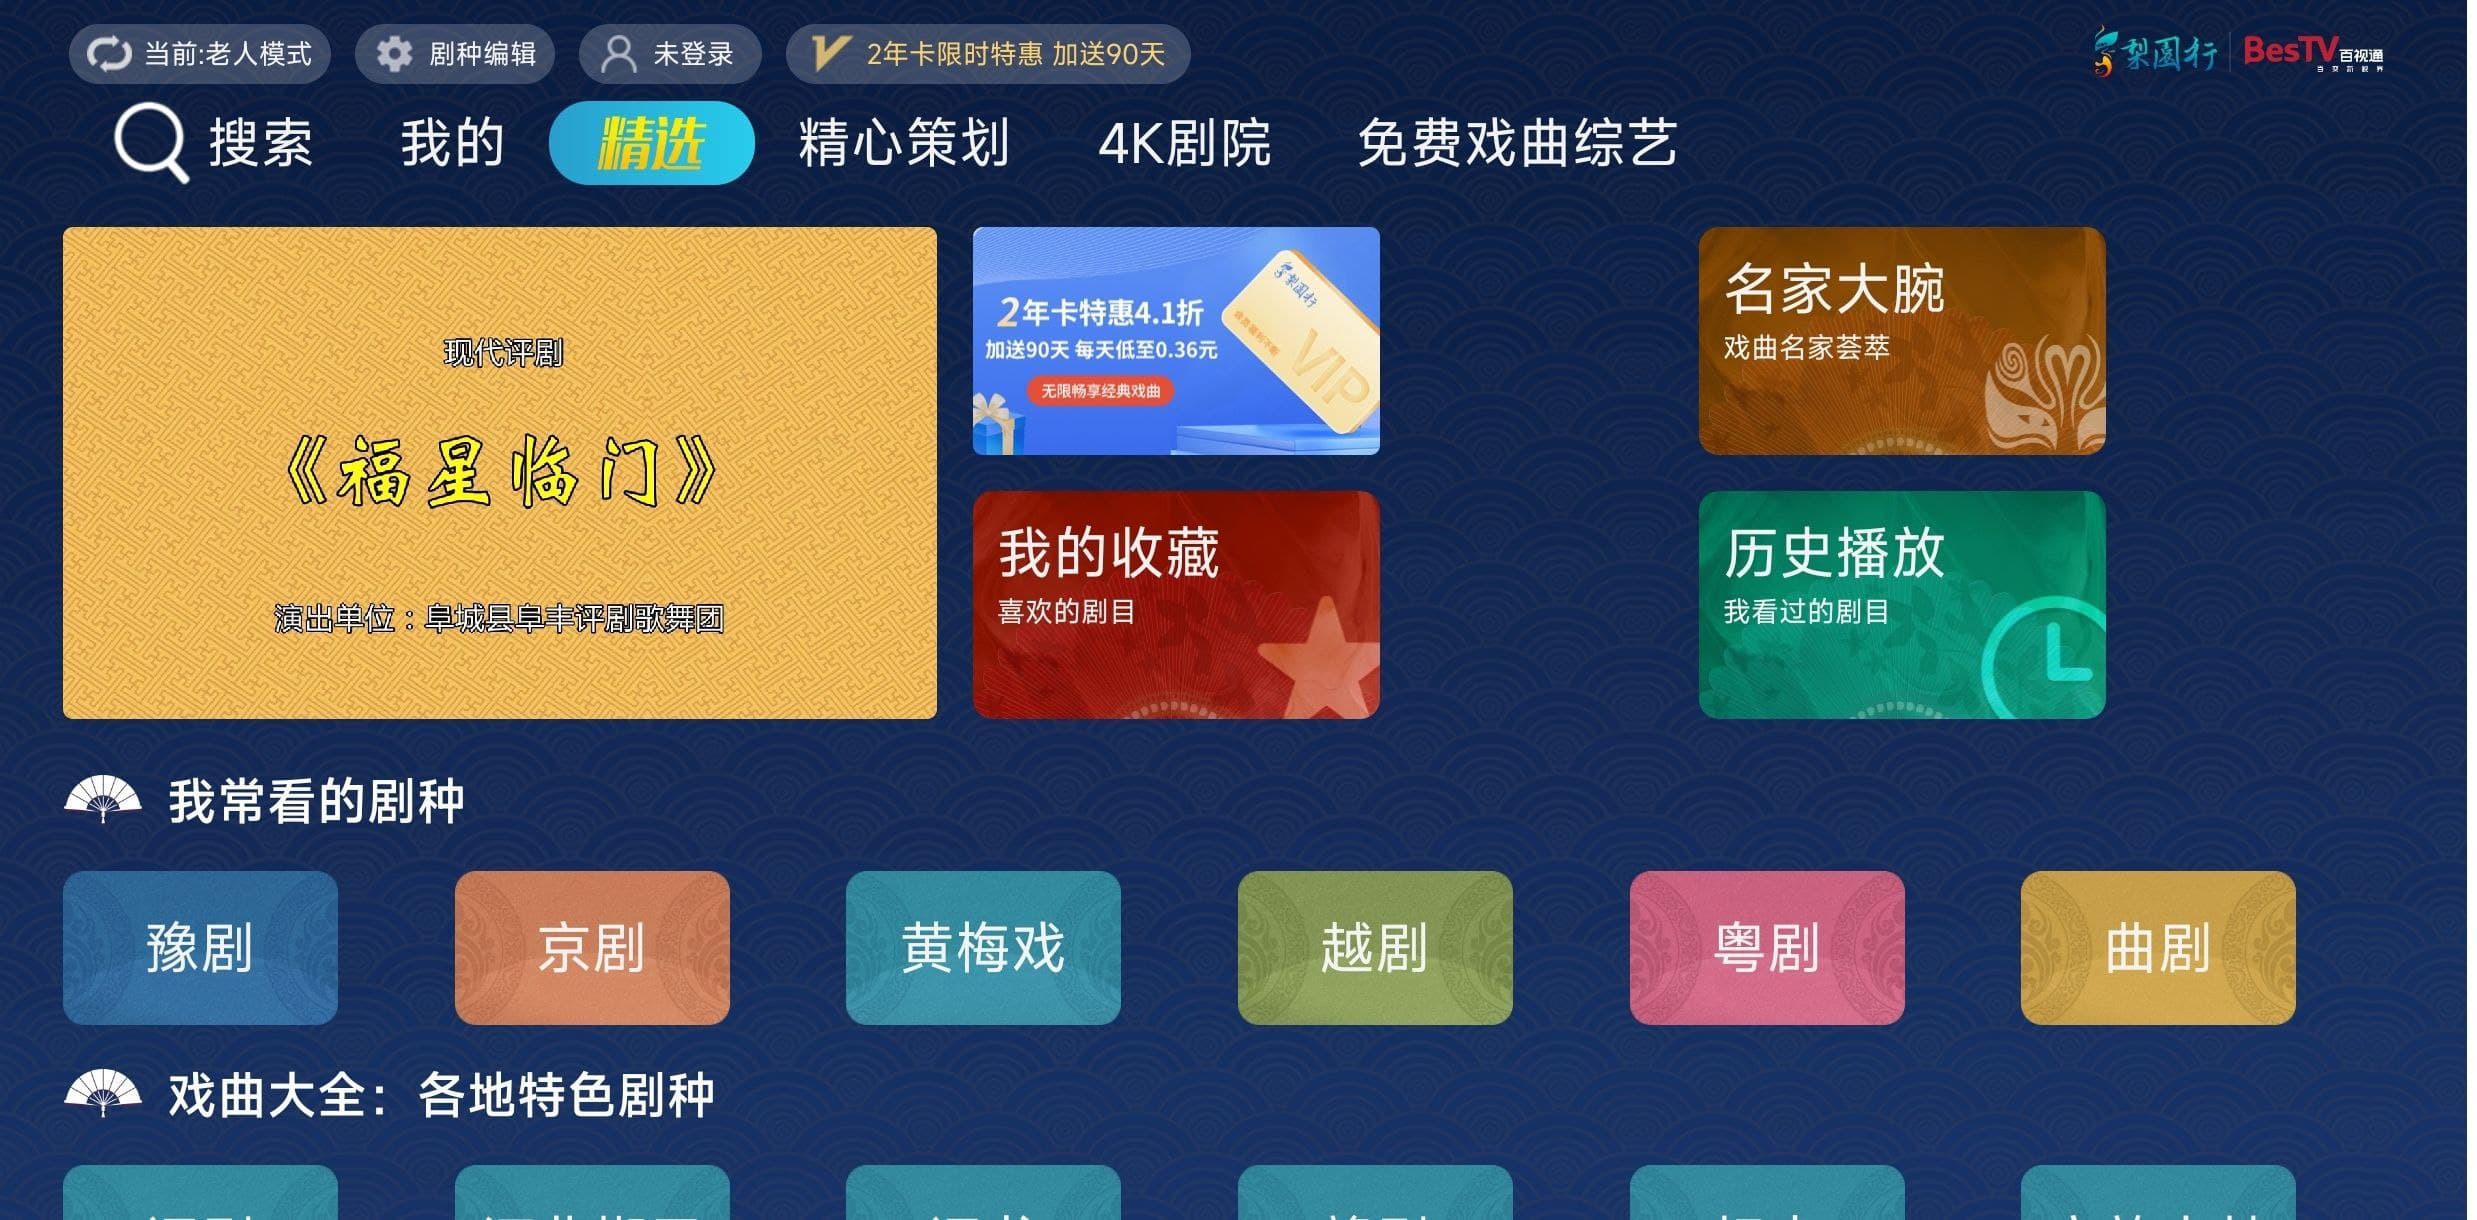 当前:老人模式
剧种编辑
未登录
2年卡限时特惠 加送90天
梨園行
BesTV百视通
搜索
我的
精选
精心策划
4K剧院
免费戏曲综艺
现代评剧
《福星临门》
演出单位：阜城县阜丰评剧歌舞团
2年卡特惠4.1折
加送90天 每天低至0.36元
无限畅享经典戏曲
梨園行
VIP
名家大腕
戏曲名家荟萃
我的收藏
喜欢的剧目
历史播放
我看过的剧目
我常看的剧种
豫剧
京剧
黄梅戏
越剧
粤剧
曲剧
戏曲大全：各地特色剧种